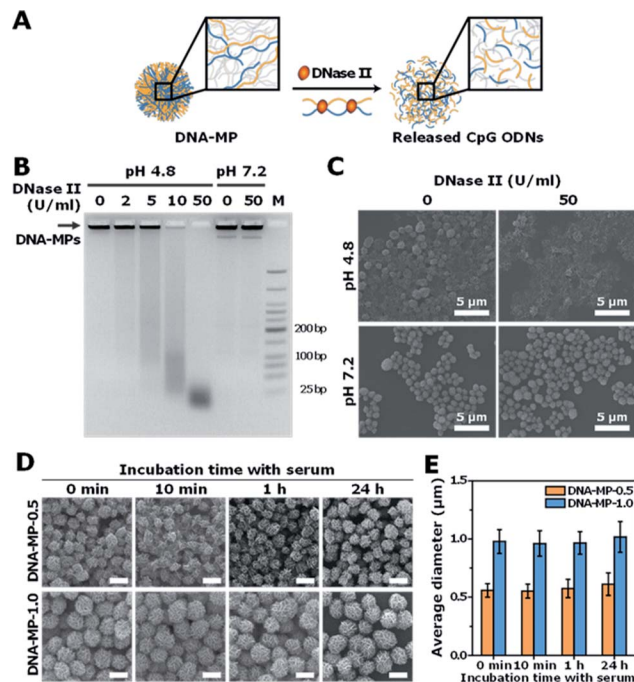 A
DNase II
DNA-MP
Released CpG ODNs
B
pH 4.8 pH 7.2
DNase II
(U/ml)
0 2 5 10 50 0 50 M
DNA-MPs
200 bp
100 bp
25 bp
C
DNase II (U/ml)
0 50
pH 4.8
5 µm 5 µm
pH 7.2
5 µm 5 µm
D
Incubation time with serum
0 min 10 min 1 h 24 h
DNA-MP-0.5
DNA-MP-1.0
E
Average diameter (µm)
1.5
1.0
0.5
0.0
DNA-MP-0.5
DNA-MP-1.0
0 min 10 min 1 h 24 h
Incubation time with serum